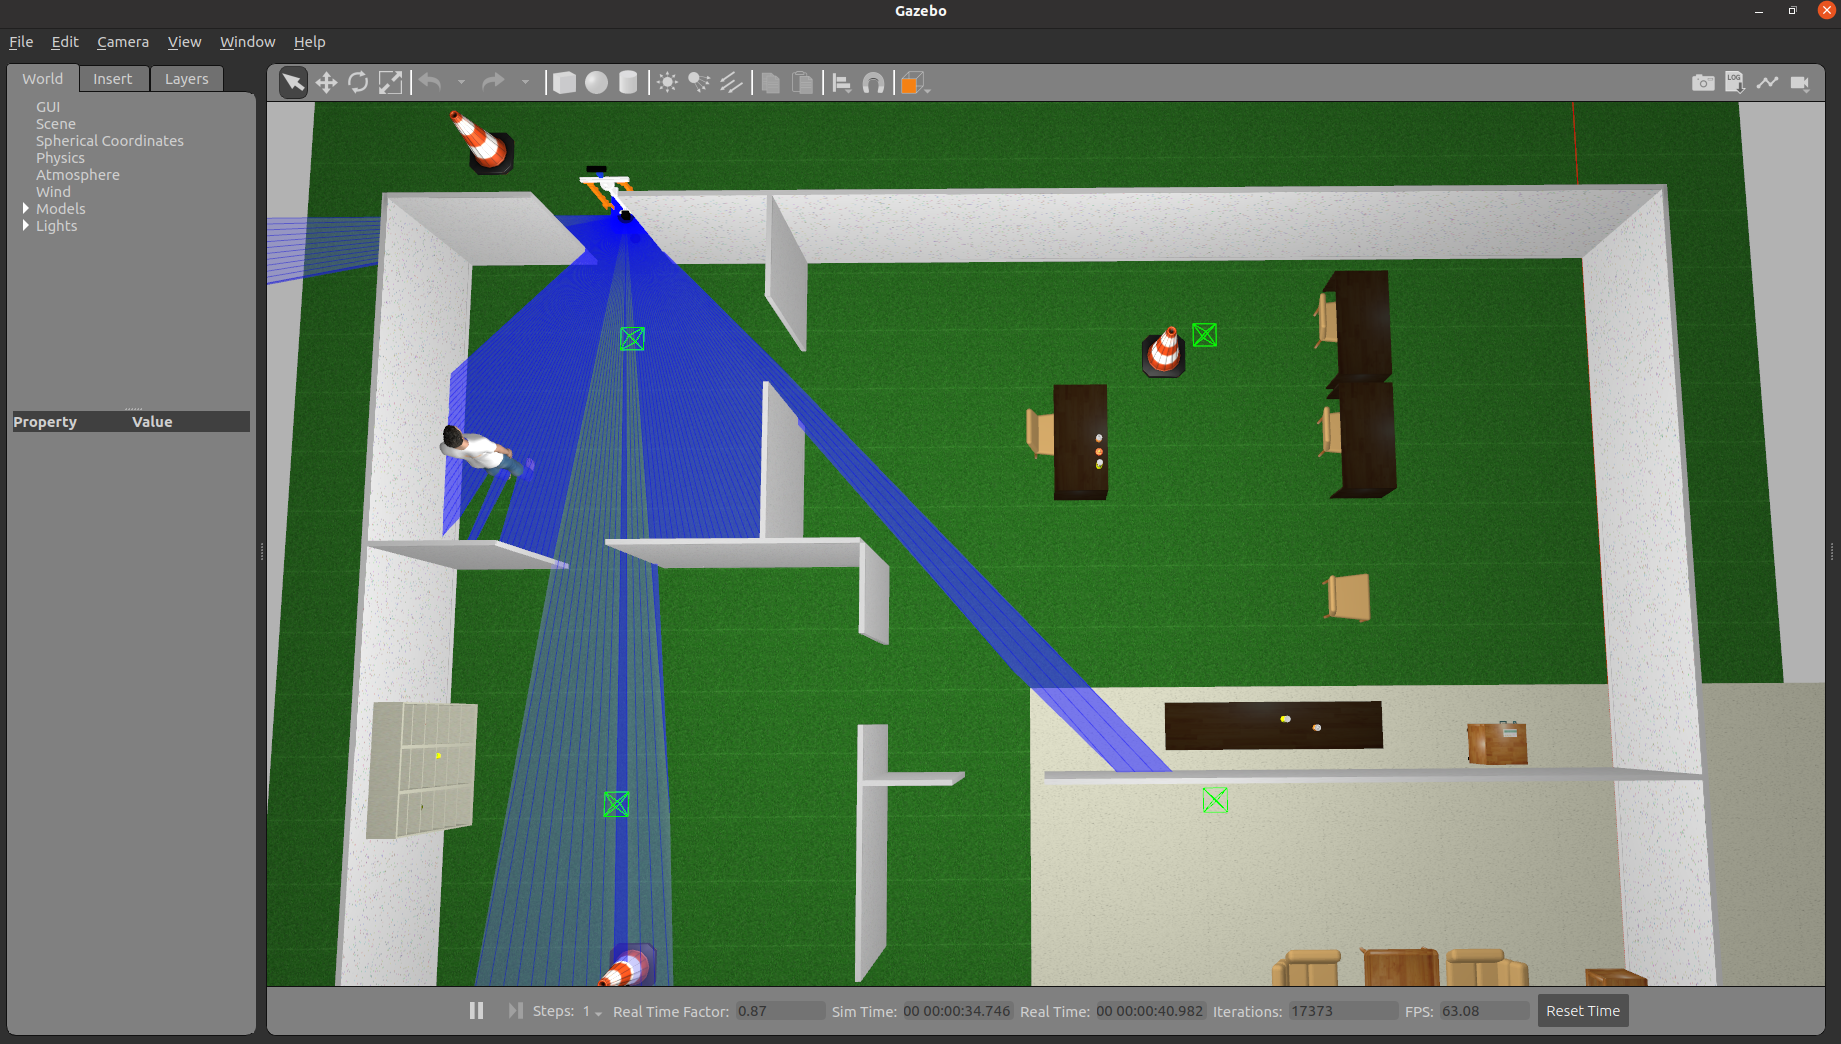 Gazebo
File Edit Camera View Window Help
World Insert Layers
LOG
GUI
Scene
Spherical Coordinates
Physics
Atmosphere
Wind
Models
Lights
Property Value
Steps: 1 Real Time Factor: 0.87 Sim Time: 00 00:00:34.746 Real Time: 00 00:00:40.982 Iterations: 17373 FPS: 63.08 Reset Time